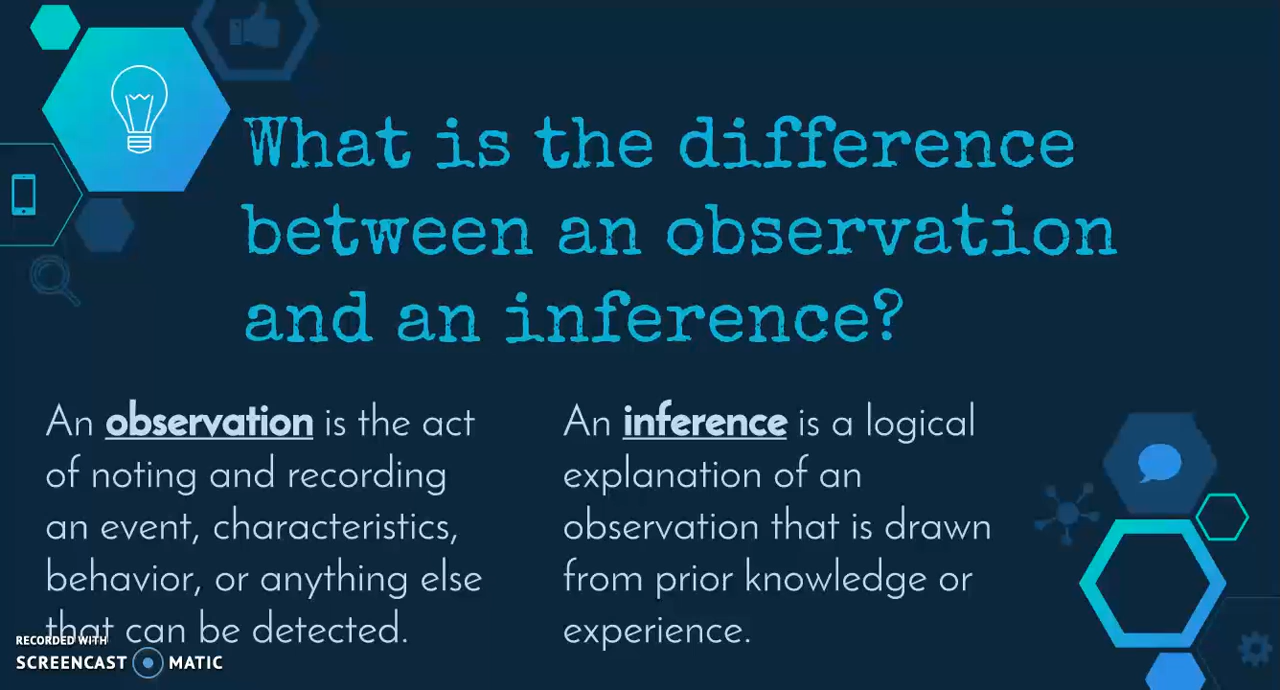 What is the difference
between an observation
and an inference?
An observation is the act
of noting and recording
an event, characteristics,
behavior, or anything else
that can be detected.
An inference is a logical
explanation of an
observation that is drawn
from prior knowledge or
experience.
RECORDED WITH
SCREENCAST MATIC